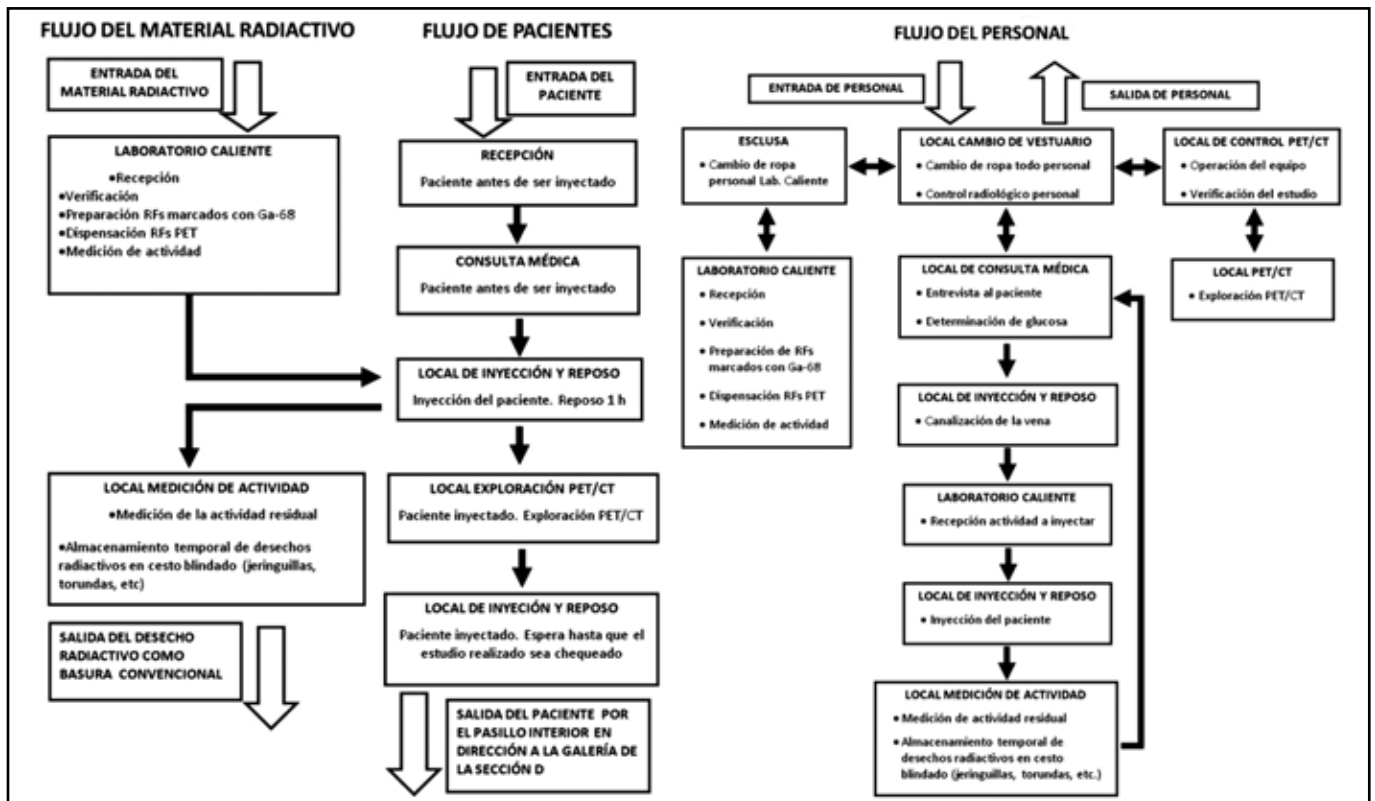 FLUJO DEL MATERIAL RADIACTIVO
ENTRADA DEL
MATERIAL RADIACTIVO
LABORATORIO CALIENTE
•Recepción
•Verificación
•Preparación RFs marcados con Ga-68
•Dispensación RFs PET
•Medición de actividad
LOCAL MEDICIÓN DE ACTIVIDAD
•Medición de la actividad residual
•Almacenamiento temporal de desechos
radiactivos en cesto blindado (jeringuillas,
torundas, etc)
SALIDA DEL DESECHO
RADIACTIVO COMO
BASURA CONVENCIONAL
FLUJO DE PACIENTES
ENTRADA DEL
PACIENTE
RECEPCIÓN
Paciente antes de ser inyectado
CONSULTA MÉDICA
Paciente antes de ser inyectado
LOCAL DE INYECCIÓN Y REPOSO
Inyección del paciente. Reposo 1 h
LOCAL EXPLORACIÓN PET/CT
Paciente inyectado. Exploración PET/CT
LOCAL DE INYECIÓN Y REPOSO
Paciente inyectado. Espera hasta que el
estudio realizado sea chequeado
SALIDA DEL PACIENTE POR
EL PASILLO INTERIOR EN
DIRECCIÓN A LA GALERÍA DE
LA SECCIÓN D
FLUJO DEL PERSONAL
ENTRADA DE PERSONAL
SALIDA DE PERSONAL
ESCLUSA
• Cambio de ropa
personal Lab. Caliente
LOCAL CAMBIO DE VESTUARIO
• Cambio de ropa todo personal
• Control radiológico personal
LOCAL DE CONTROL PET/CT
• Operación del equipo
• Verificación del estudio
LABORATORIO CALIENTE
• Recepción
• Verificación
• Preparación de RFs
marcados con Ga-68
• Dispensación RFs PET
• Medición de actividad
LOCAL DE CONSULTA MÉDICA
• Entrevista al paciente
• Determinación de glucosa
LOCAL PET/CT
• Exploración PET/CT
LOCAL DE INYECCIÓN Y REPOSO
• Canalización de la vena
LABORATORIO CALIENTE
• Recepción actividad a inyectar
LOCAL DE INYECCIÓN Y REPOSO
• Inyección del paciente
LOCAL MEDICIÓN DE ACTIVIDAD
• Medición de actividad residual
• Almacenamiento temporal de
desechos radiactivos en cesto
blindado (jeringuillas, torundas, etc.)